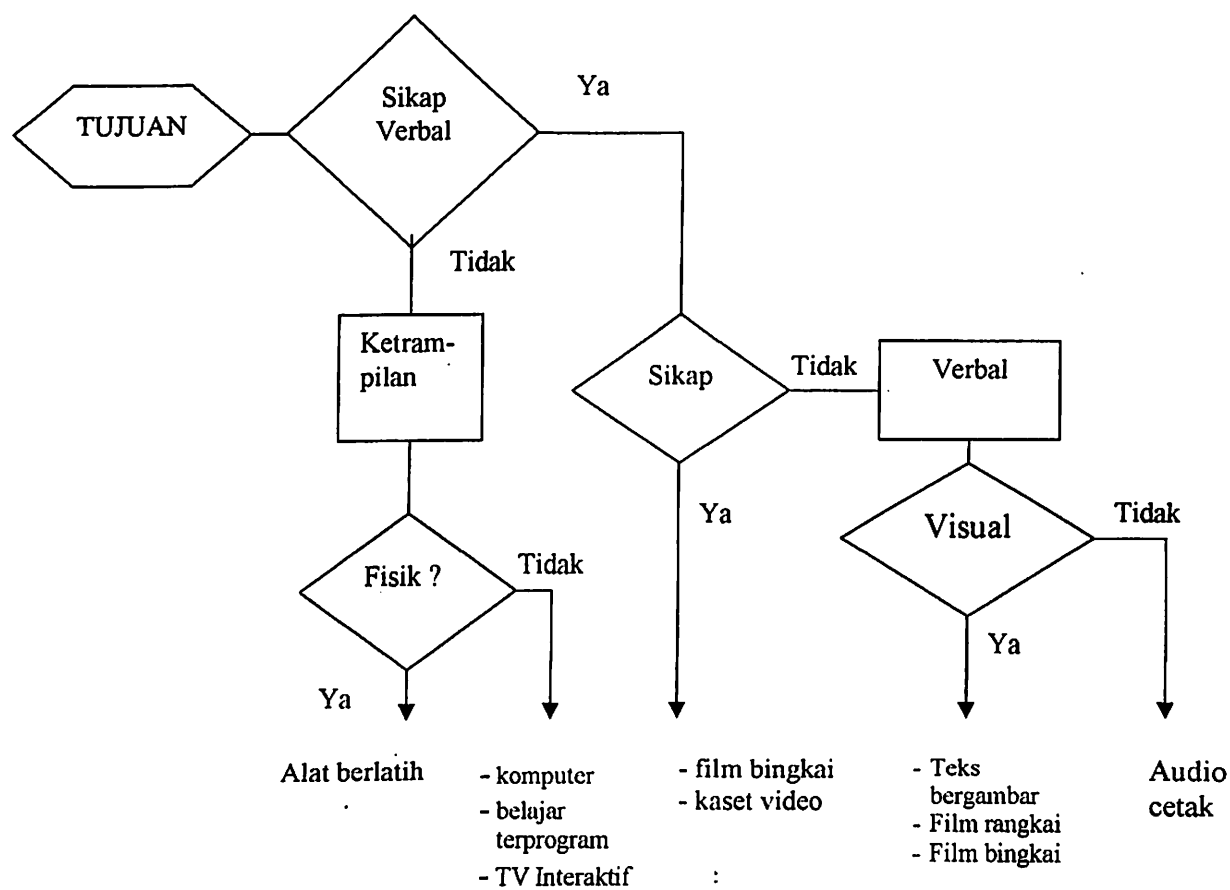 TUJUAN
Sikap
Verbal
Ya
Tidak
Ketram-
pilan
Sikap
Tidak
Verbal
Fisik ?
Tidak
Ya
Ya
Visual
Tidak
Ya
Alat berlatih
- komputer
- belajar
terprogram
- TV Interaktif :
- film bingkai
- kaset video
- Teks
bergambar
- Film rangkai
- Film bingkai
Audio
cetak